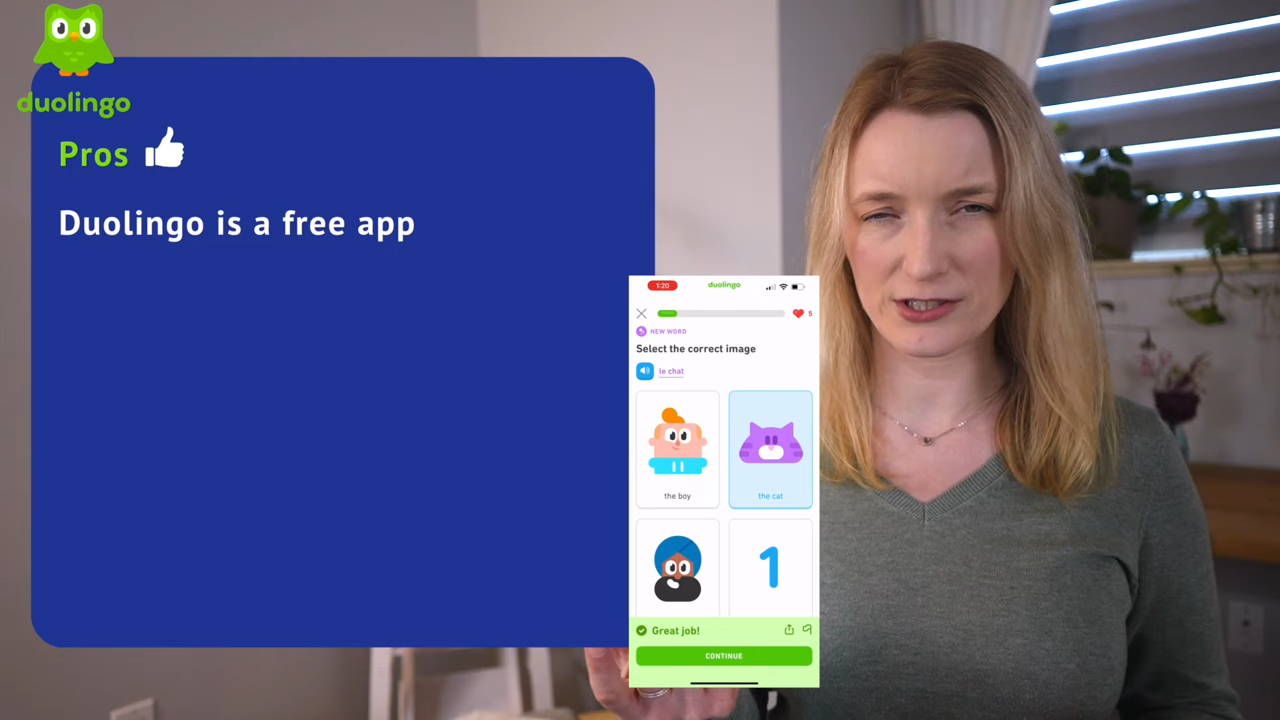 duolingo
Pros
Duolingo is a free app
1:20
duolingo
5
NEW WORD
Select the correct image
le chat
the boy
the cat
1
Great job!
CONTINUE